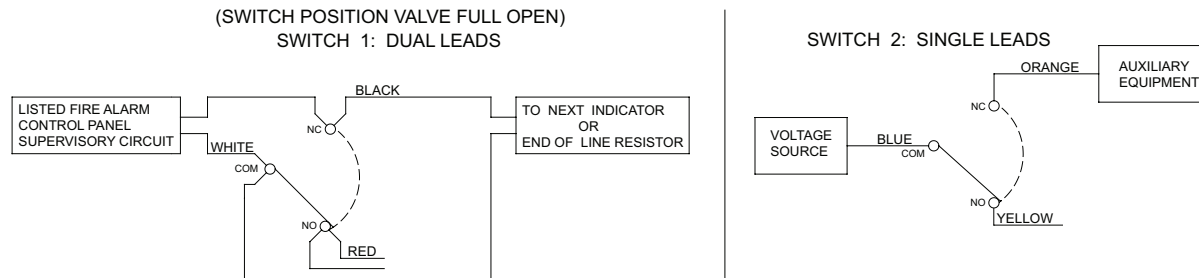 (SWITCH POSITION VALVE FULL OPEN)
SWITCH 1: DUAL LEADS
BLACK
LISTED FIRE ALARM
CONTROL PANEL
SUPERVISORY CIRCUIT
NC
TO NEXT INDICATOR
OR
END OF LINE RESISTOR
WHITE
COM
NO
RED
SWITCH 2: SINGLE LEADS
ORANGE
AUXILIARY
EQUIPMENT
NC
VOLTAGE
SOURCE
BLUE
COM
NO
YELLOW